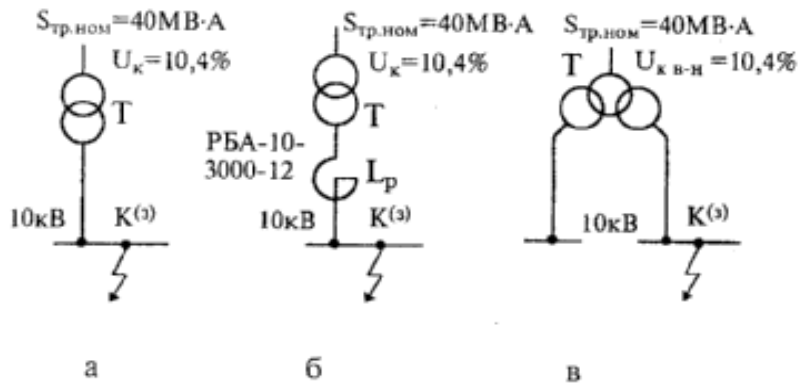 Sтр.ном=40МВ·А
Uк=10,4%
Т
10кВ
К(3)
а
Sтр.ном=40МВ·А
Uк=10,4%
Т
РБА-10-
3000-12
Lр
10кВ
К(3)
б
Sтр.ном=40МВ·А
Т
Uк в-н =10,4%
10кВ
К(3)
в